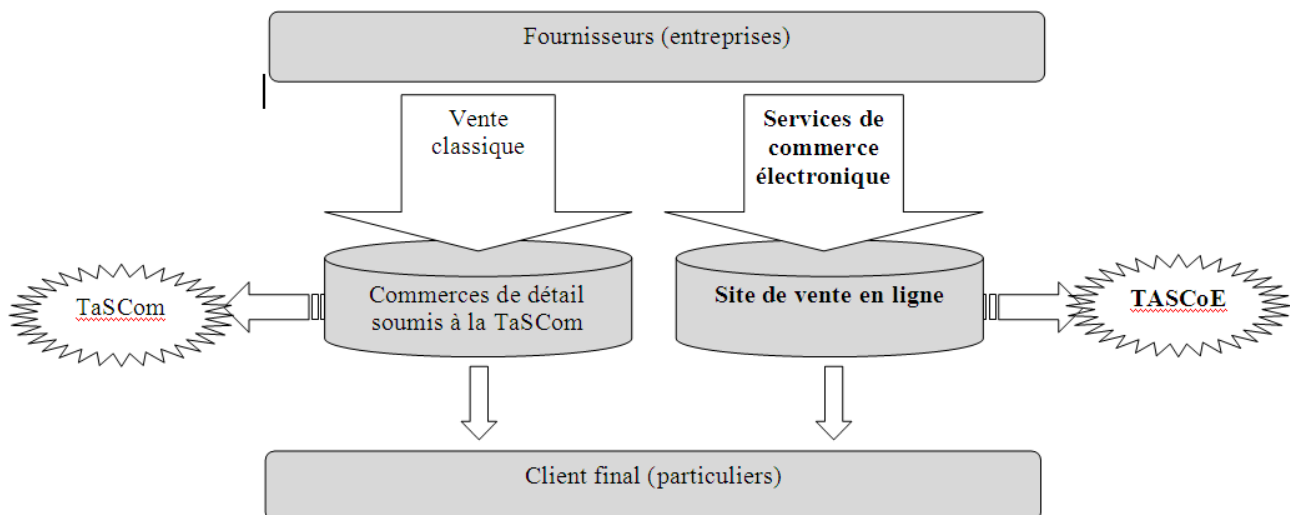 Fournisseurs (entreprises)
Vente
classique
Services de
commerce
électronique
TaSCom
Commerces de détail
soumis à la TaSCom
Site de vente en ligne
TASCoE
Client final (particuliers)